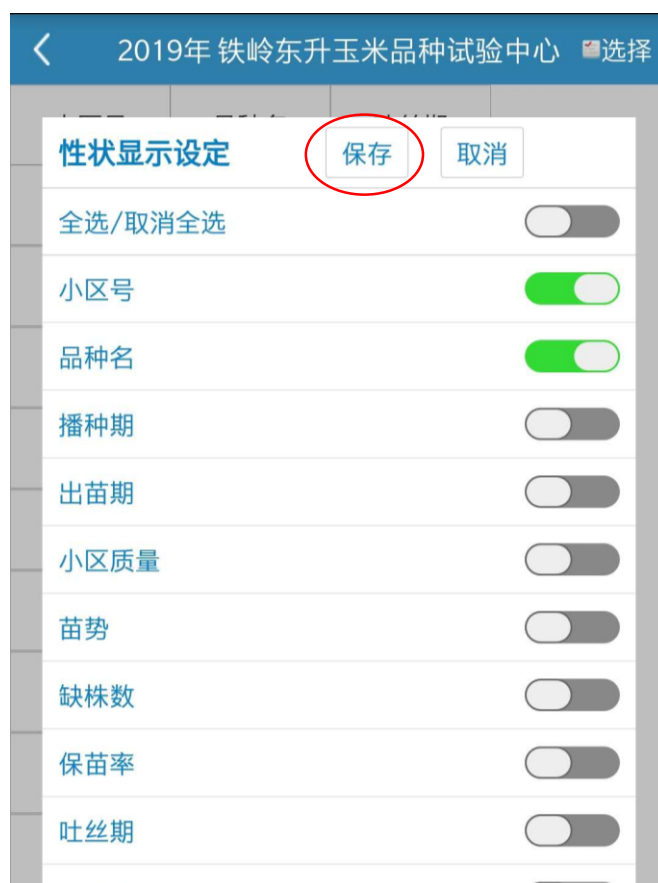 2019年 铁岭东升玉米品种试验中心 选择
性状显示设定 保存 取消
全选/取消全选
小区号
品种名
播种期
出苗期
小区质量
苗势
缺株数
保苗率
吐丝期